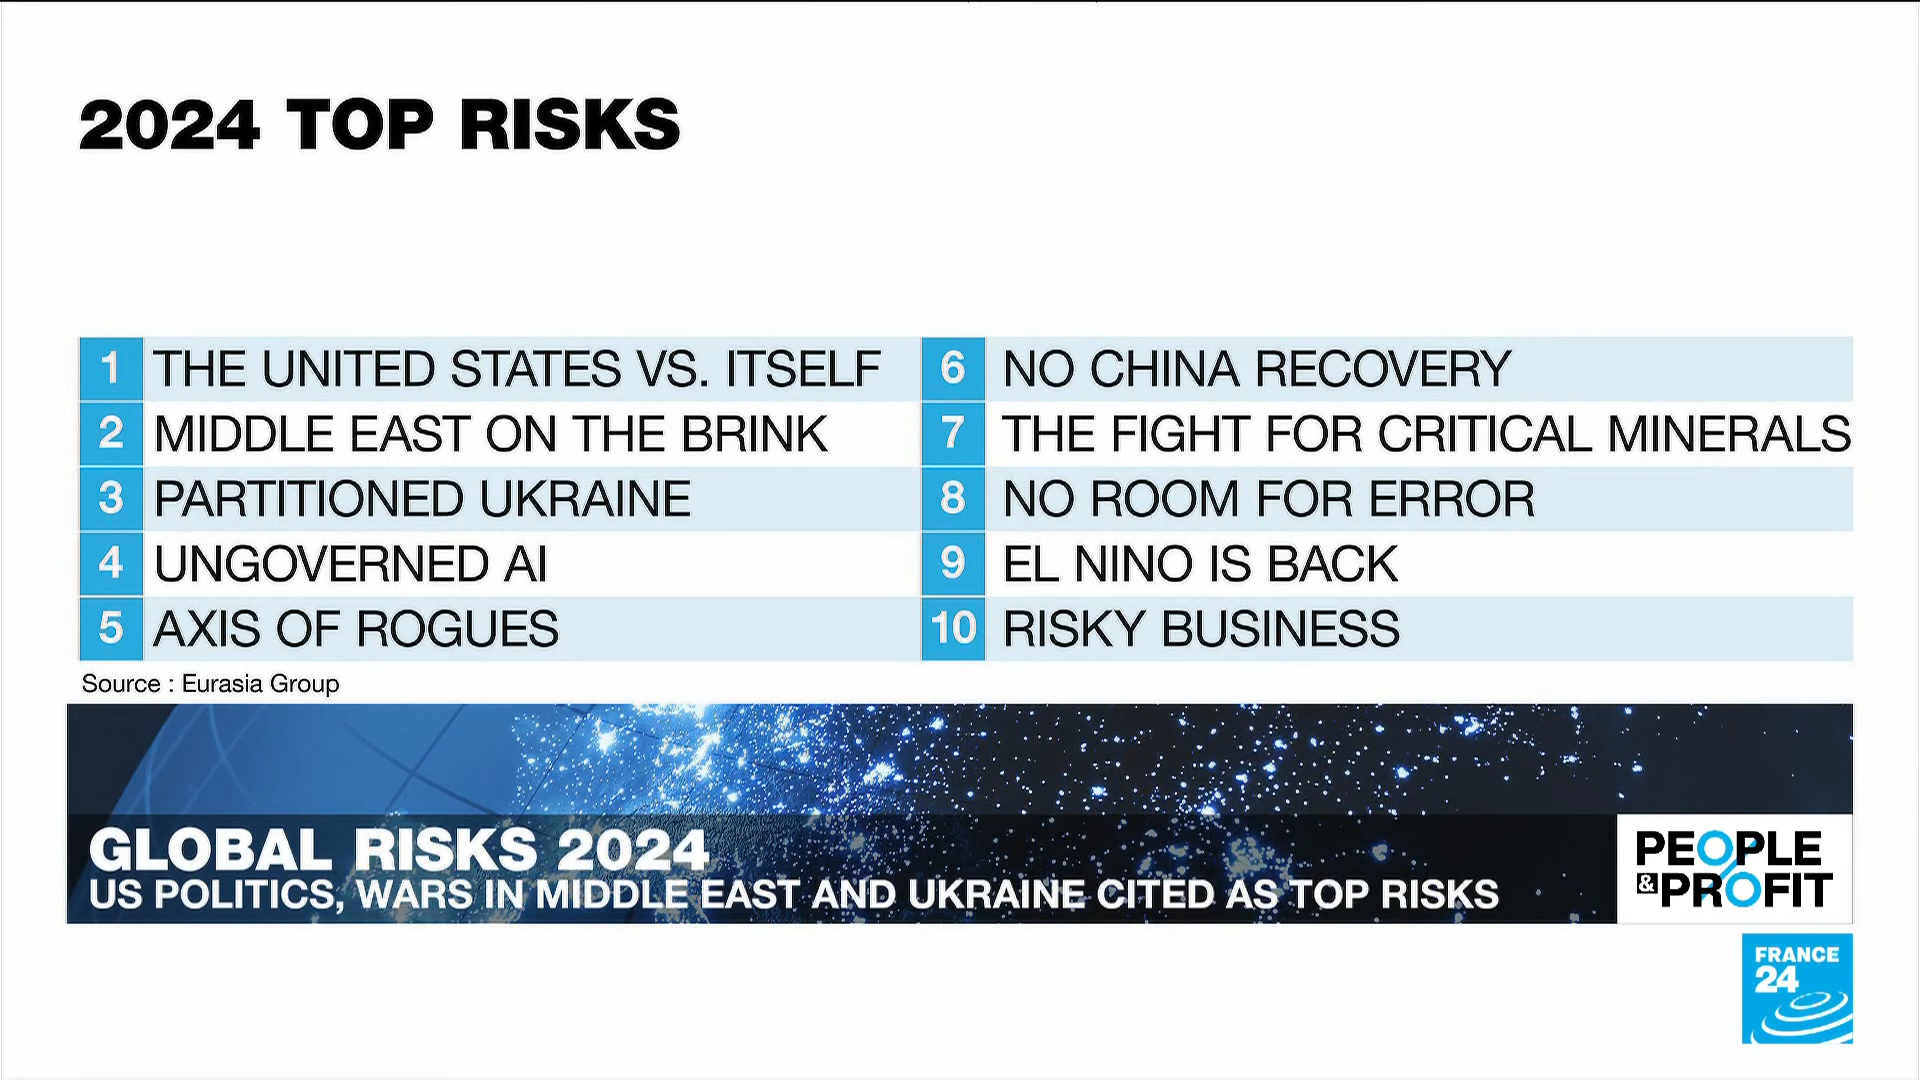 2024 TOP RISKS
1 THE UNITED STATES VS. ITSELF
2 MIDDLE EAST ON THE BRINK
3 PARTITIONED UKRAINE
4 UNGOVERNED AI
5 AXIS OF ROGUES
6 NO CHINA RECOVERY
7 THE FIGHT FOR CRITICAL MINERALS
8 NO ROOM FOR ERROR
9 EL NINO IS BACK
10 RISKY BUSINESS
Source : Eurasia Group
GLOBAL RISKS 2024
US POLITICS, WARS IN MIDDLE EAST AND UKRAINE CITED AS TOP RISKS
PEOPLE
&PROFIT
FRANCE
24